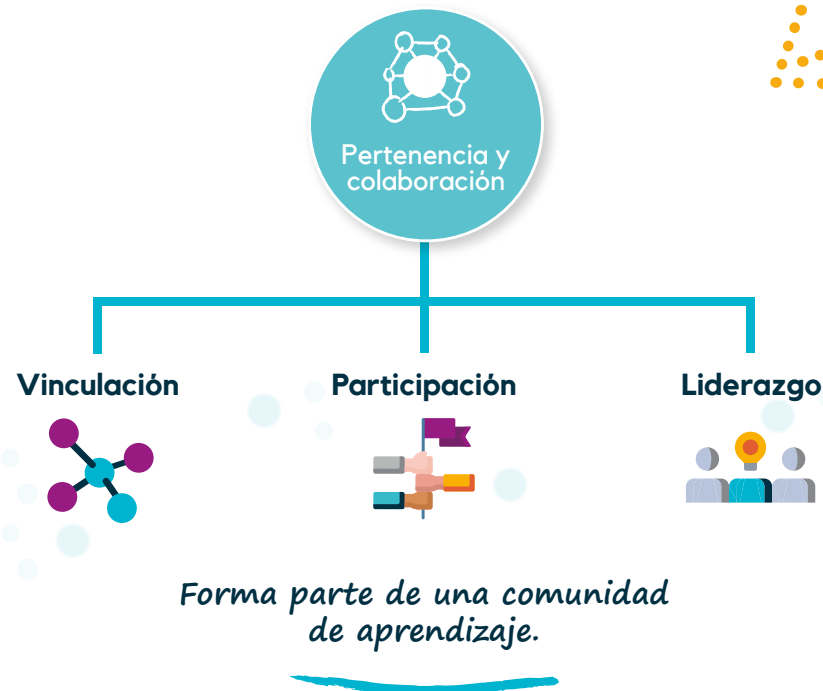 Pertenencia y
colaboración
Vinculación
Participación
Liderazgo
Forma parte de una comunidad
de aprendizaje.